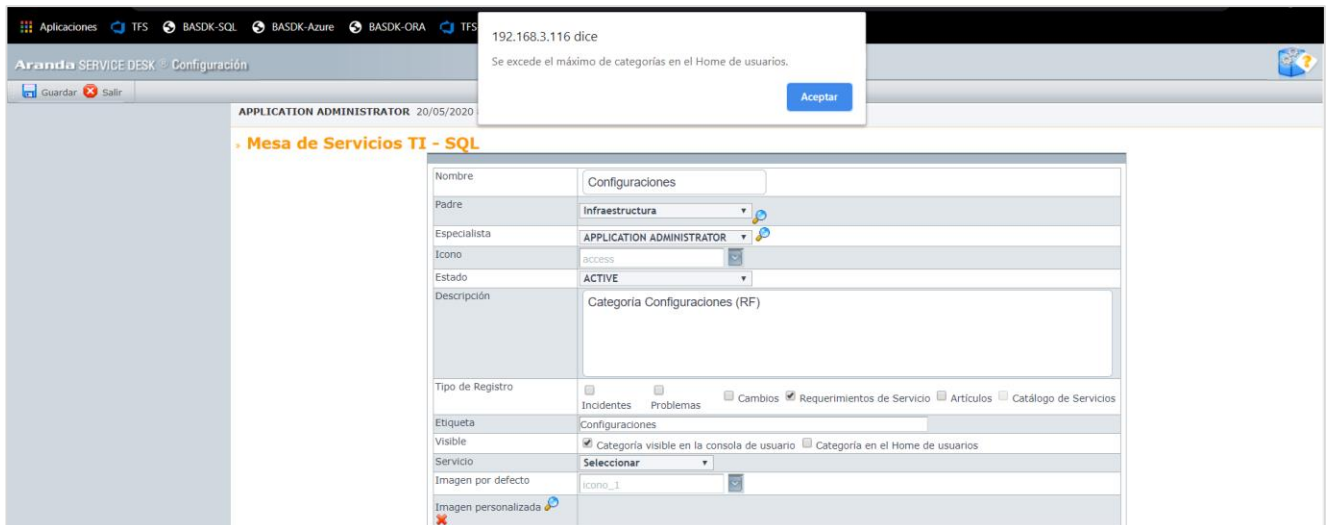 Aplicaciones TFS BASDK-SQL BASDK-Azure BASDK-ORA TFS
192.168.3.116 dice
Se excede el máximo de categorías en el Home de usuarios.
Aceptar
Aranda SERVICE DESK Configuración
Guardar Salir
APPLICATION ADMINISTRATOR 20/05/2020
Mesa de Servicios TI - SQL
Nombre Configuraciones
Padre Infraestructura
Especialista APPLICATION ADMINISTRATOR
Icono access
Estado ACTIVE
Descripción Categoría Configuraciones (RF)
Tipo de Registro Incidentes Problemas Cambios Requerimientos de Servicio Artículos Catálogo de Servicios
Etiqueta Configuraciones
Visible Categoría visible en la consola de usuario Categoría en el Home de usuarios
Servicio Seleccionar
Imagen por defecto icono_1
Imagen personalizada